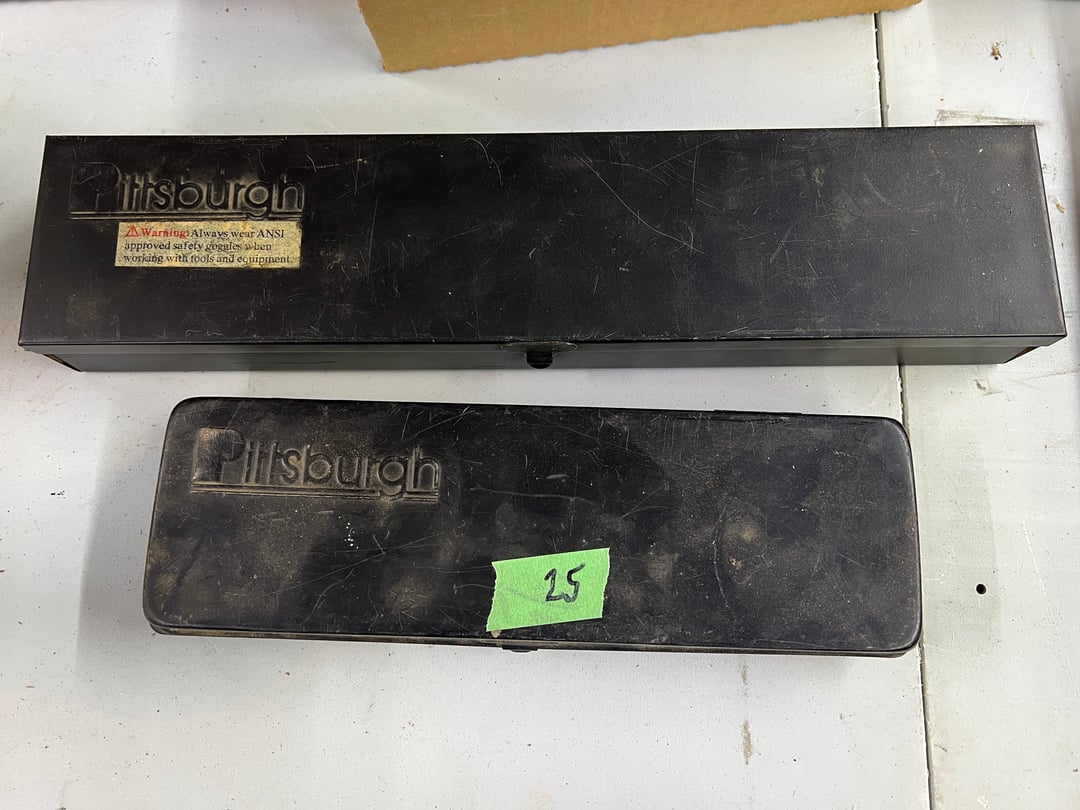 Pittsburgh
⚠Warning: Always wear ANSI
approved safety goggles when
working with tools and equipment.
Pittsburgh
25